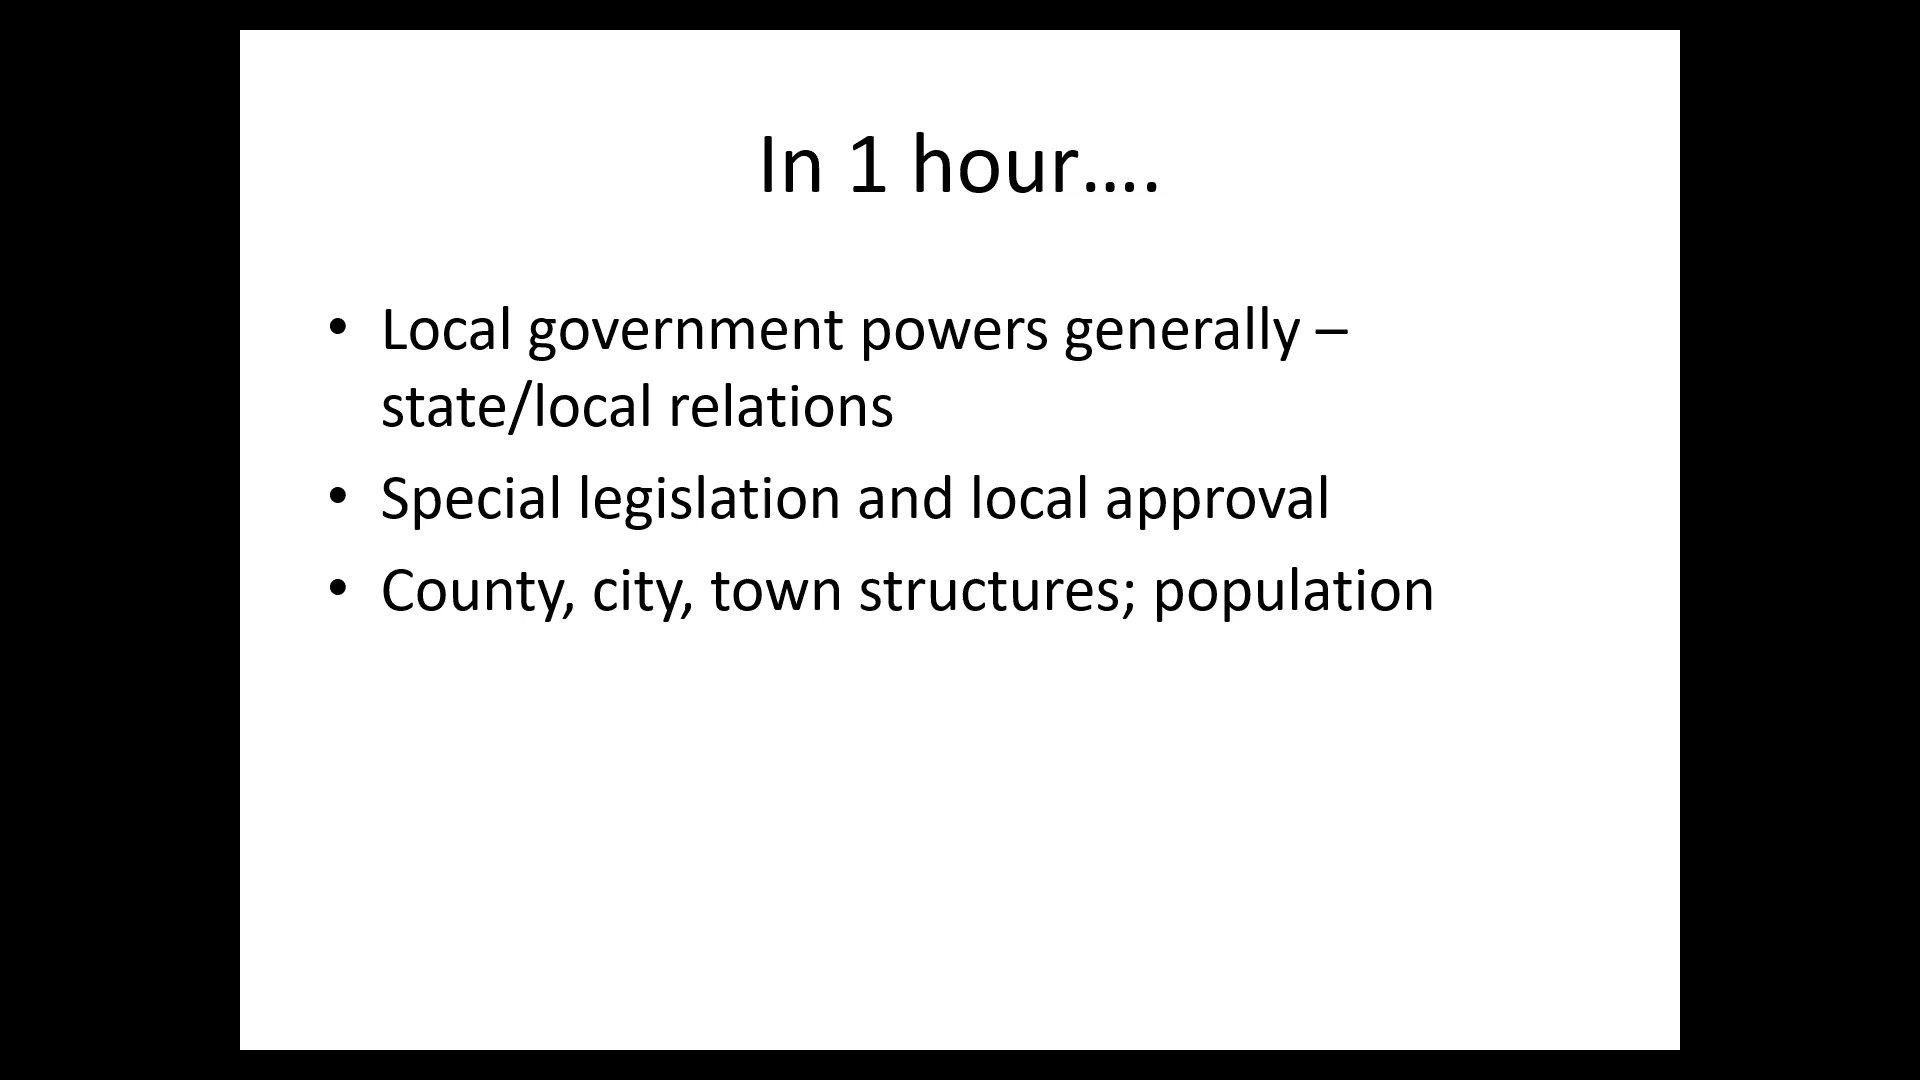 In 1 hour....
• Local government powers generally –
state/local relations
• Special legislation and local approval
• County, city, town structures; population